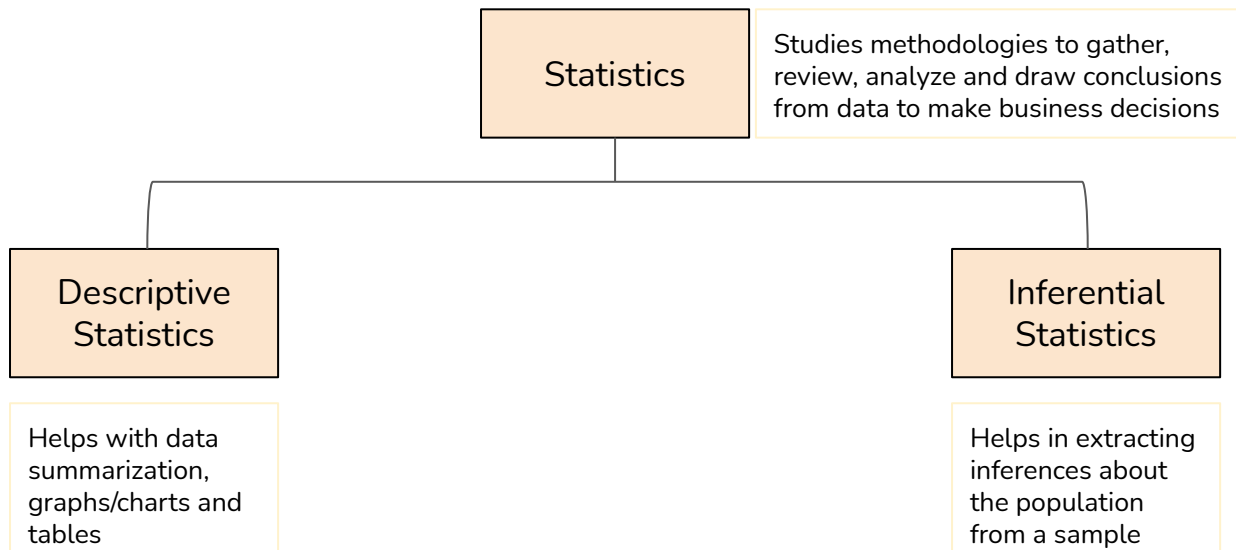 Statistics
Studies methodologies to gather,
review, analyze and draw conclusions
from data to make business decisions
Descriptive
Statistics
Helps with data
summarization,
graphs/charts and
tables
Inferential
Statistics
Helps in extracting
inferences about
the population
from a sample